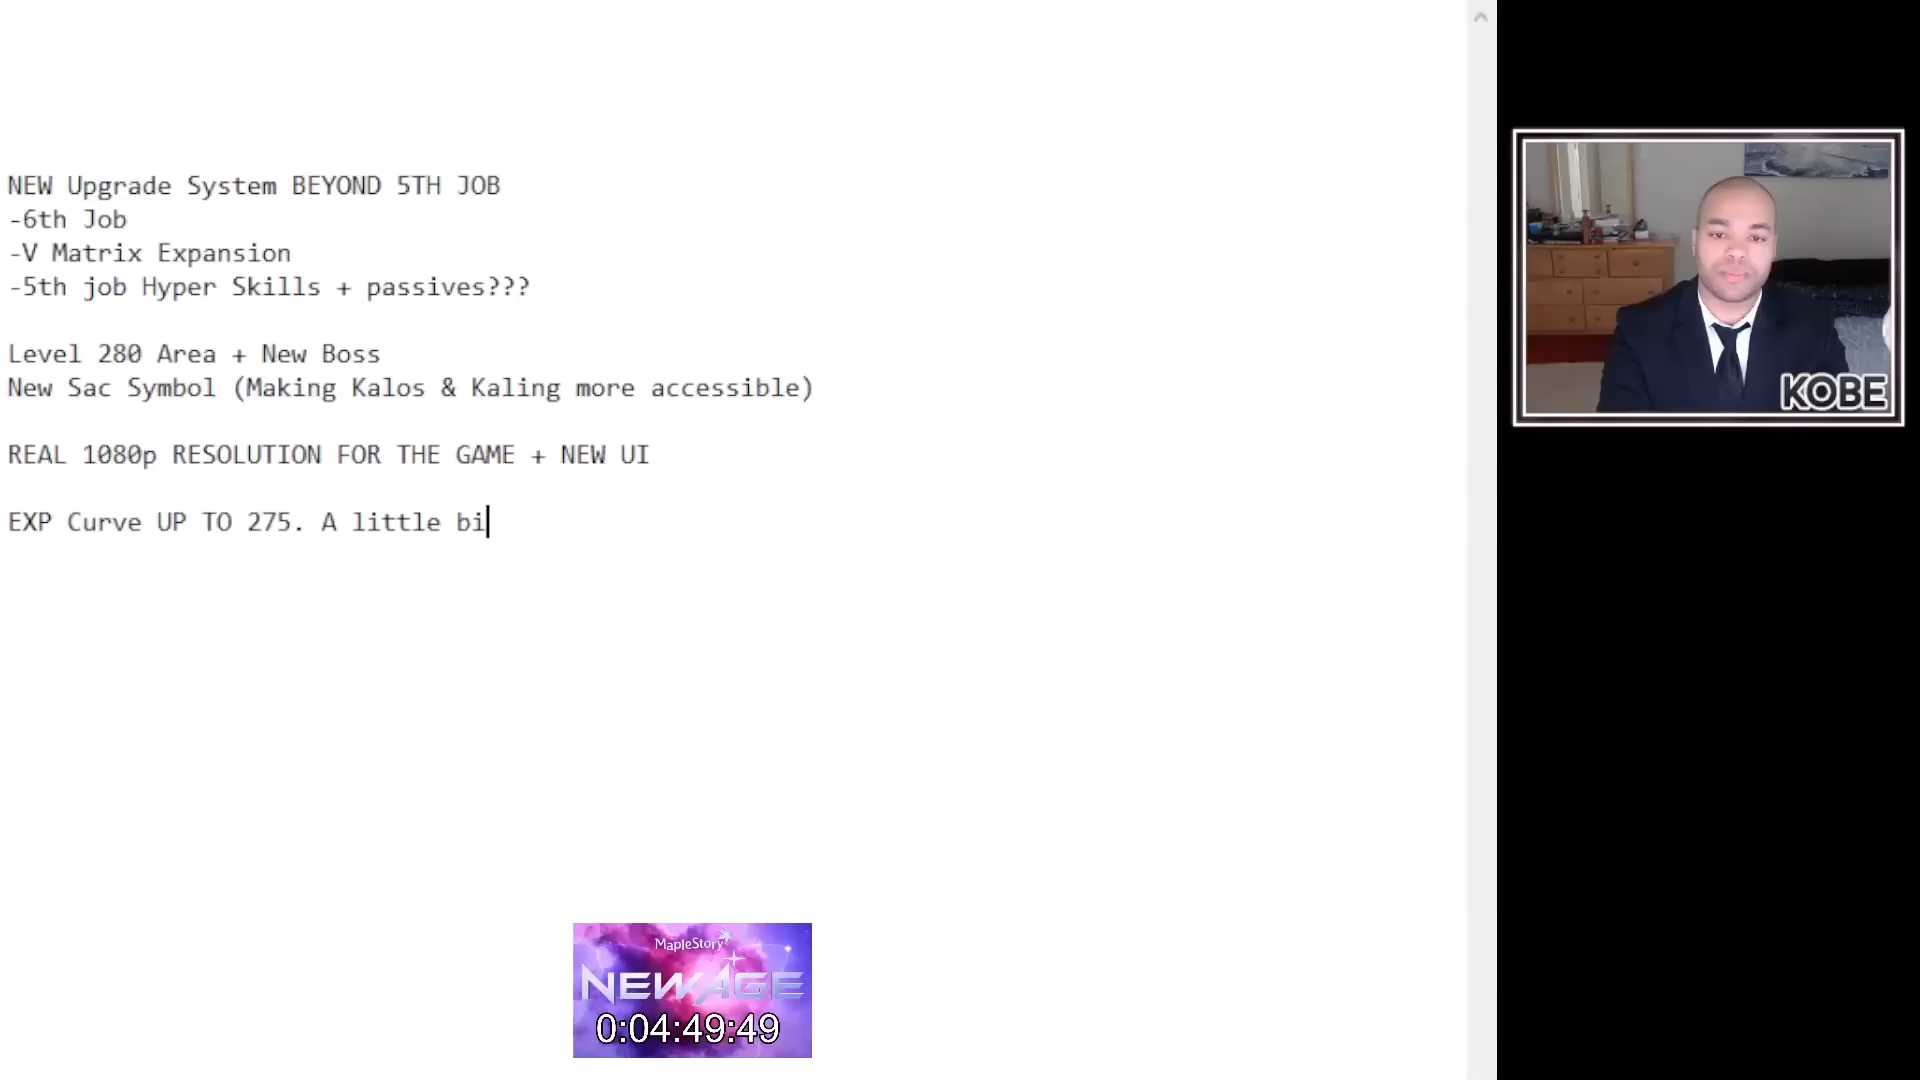 NEW Upgrade System BEYOND 5TH JOB
-6th Job
-V Matrix Expansion
-5th job Hyper Skills + passives???
Level 280 Area + New Boss
New Sac Symbol (Making Kalos & Kaling more accessible)
REAL 1080p RESOLUTION FOR THE GAME + NEW UI
EXP Curve UP TO 275. A little bi
KOBE
MapleStory
NEW AGE
0:04:49:49